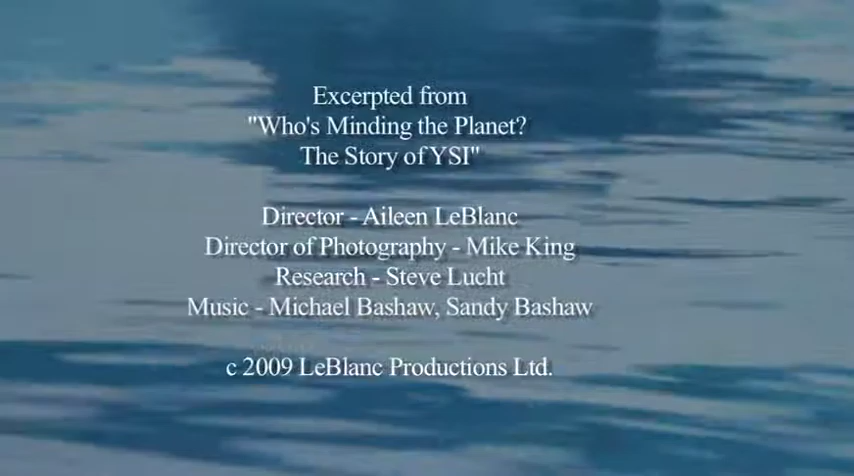 Excerpted from
"Who's Minding the Planet?
The Story of YSI"
Director - Aileen LeBlanc
Director of Photography - Mike King
Research - Steve Lucht
Music - Michael Bashaw, Sandy Bashaw
c 2009 LeBlanc Productions Ltd.